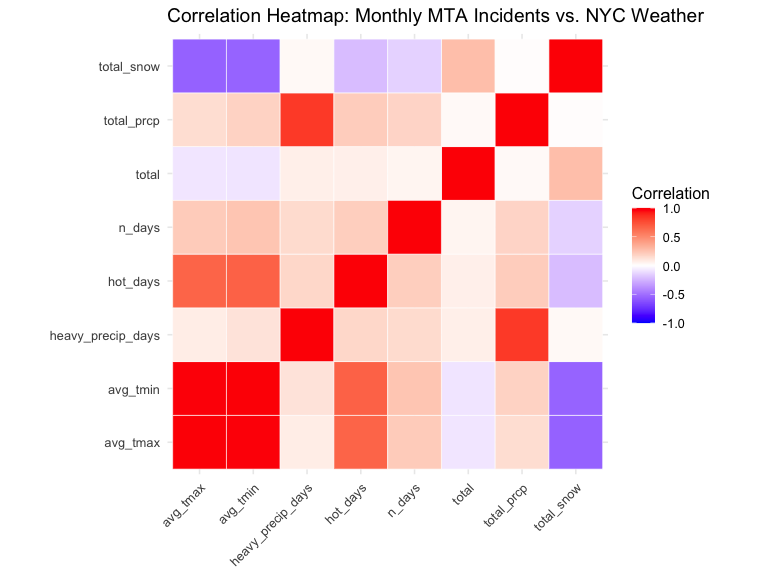 Correlation Heatmap: Monthly MTA Incidents vs. NYC Weather
total_snow
total_prcp
total
n_days
hot_days
heavy_precip_days
avg_tmin
avg_tmax
avg_tmax
avg_tmin
heavy_precip_days
hot_days
n_days
total
total_prcp
total_snow
Correlation
1.0
0.5
0.0
-0.5
-1.0